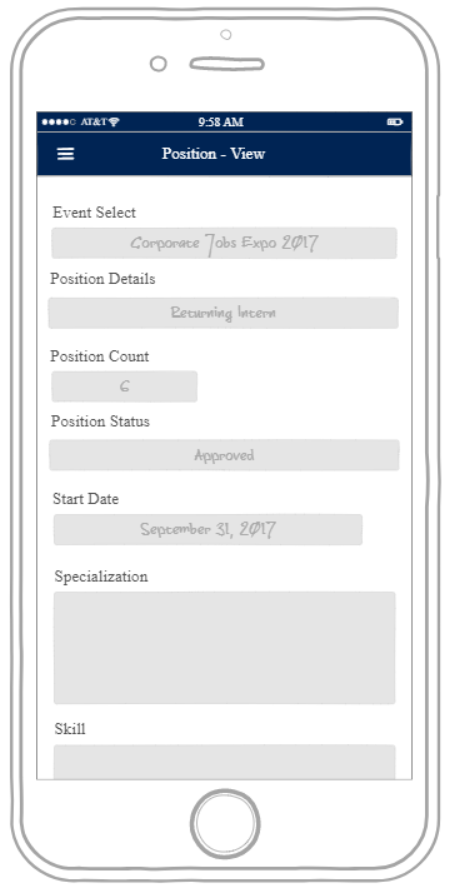 AT&T 9:58 AM
Position - View
Event Select
Corporate Jobs Expo 2017
Position Details
Returning Intern
Position Count
6
Position Status
Approved
Start Date
September 31, 2017
Specialization
Skill